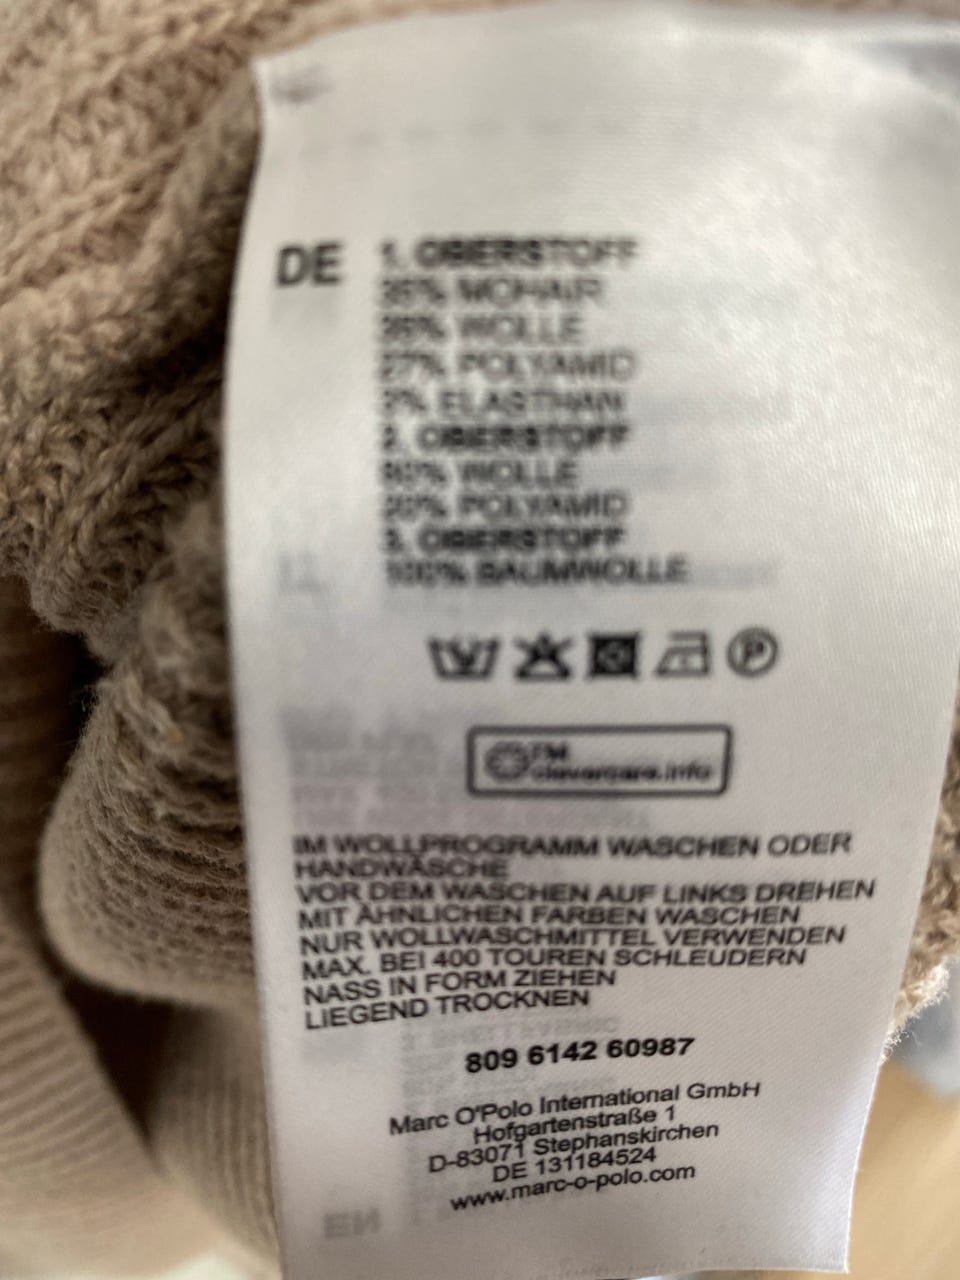 DE
1. OBERSTOFF
35% MOHAIR
35% WOLLE
27% POLYAMID
3% ELASTHAN
2. OBERSTOFF
80% WOLLE
20% POLYAMID
3. OBERSTOFF
100% BAUMWOLLE
P
clevercare.info
IM WOLLPROGRAMM WASCHEN ODER
HANDWÄSCHE
VOR DEM WASCHEN AUF LINKS DREHEN
MIT ÄHNLICHEN FARBEN WASCHEN
NUR WOLLWASCHMITTEL VERWENDEN
MAX. BEI 400 TOUREN SCHLEUDERN
NASS IN FORM ZIEHEN
LIEGEND TROCKNEN
809 6142 60987
Marc O'Polo International GmbH
Hofgartenstraße 1
D-83071 Stephanskirchen
DE 131184524
www.marc-o-polo.com